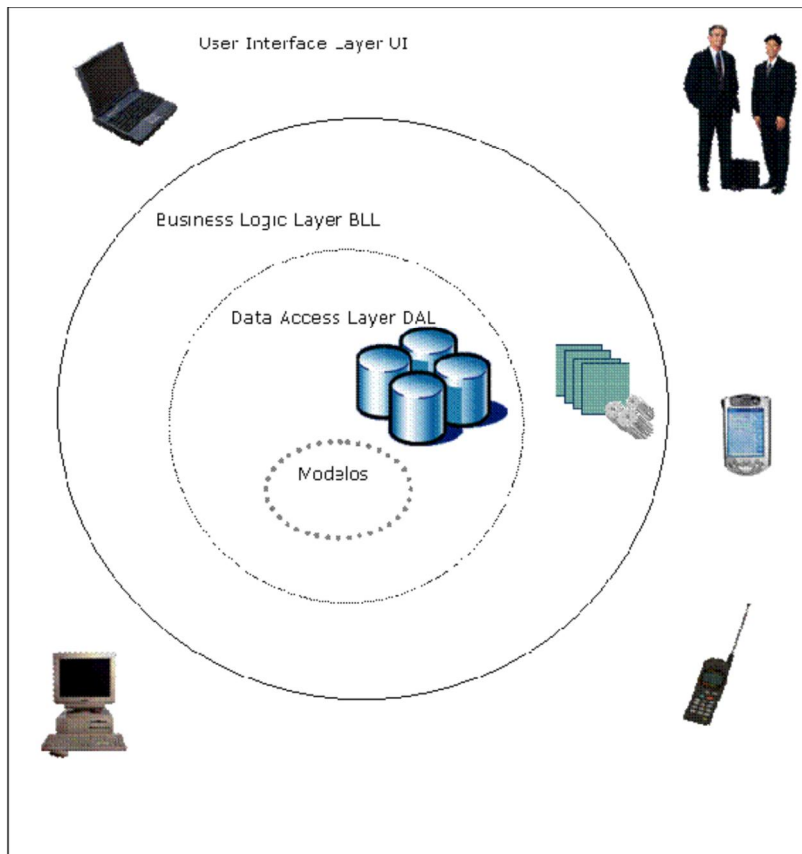 User Interface Layer UI
Business Logic Layer BLL
Data Access Layer DAL
Modelos